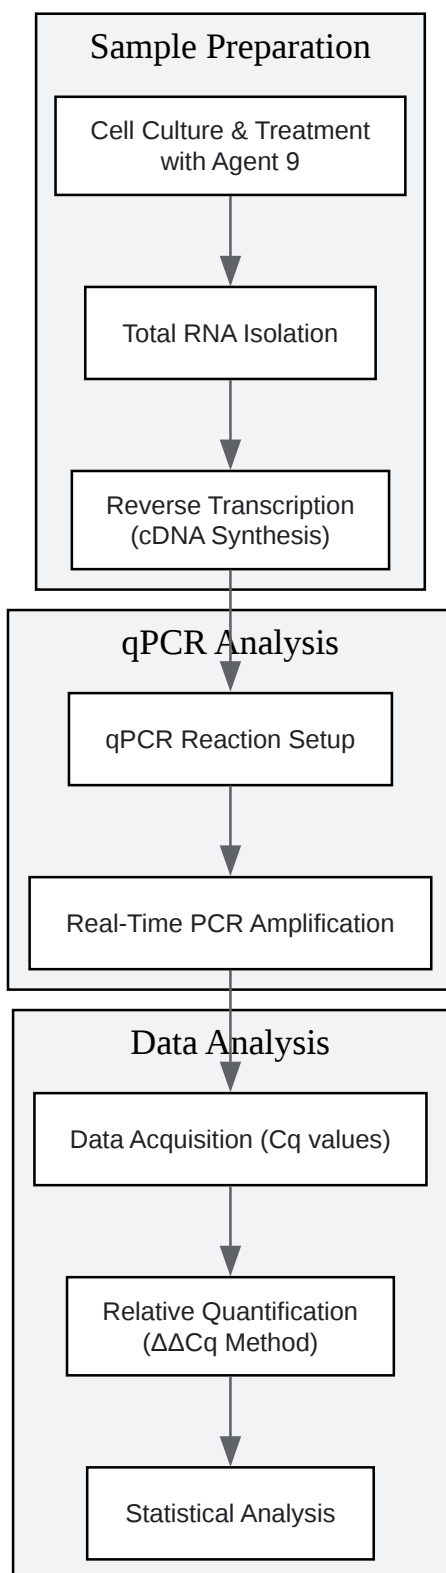 Sample Preparation
Cell Culture & Treatment
with Agent 9
Total RNA Isolation
Reverse Transcription
(cDNA Synthesis)
qPCR Analysis
qPCR Reaction Setup
Real-Time PCR Amplification
Data Analysis
Data Acquisition (Cq values)
Relative Quantification
(ΔΔCq Method)
Statistical Analysis